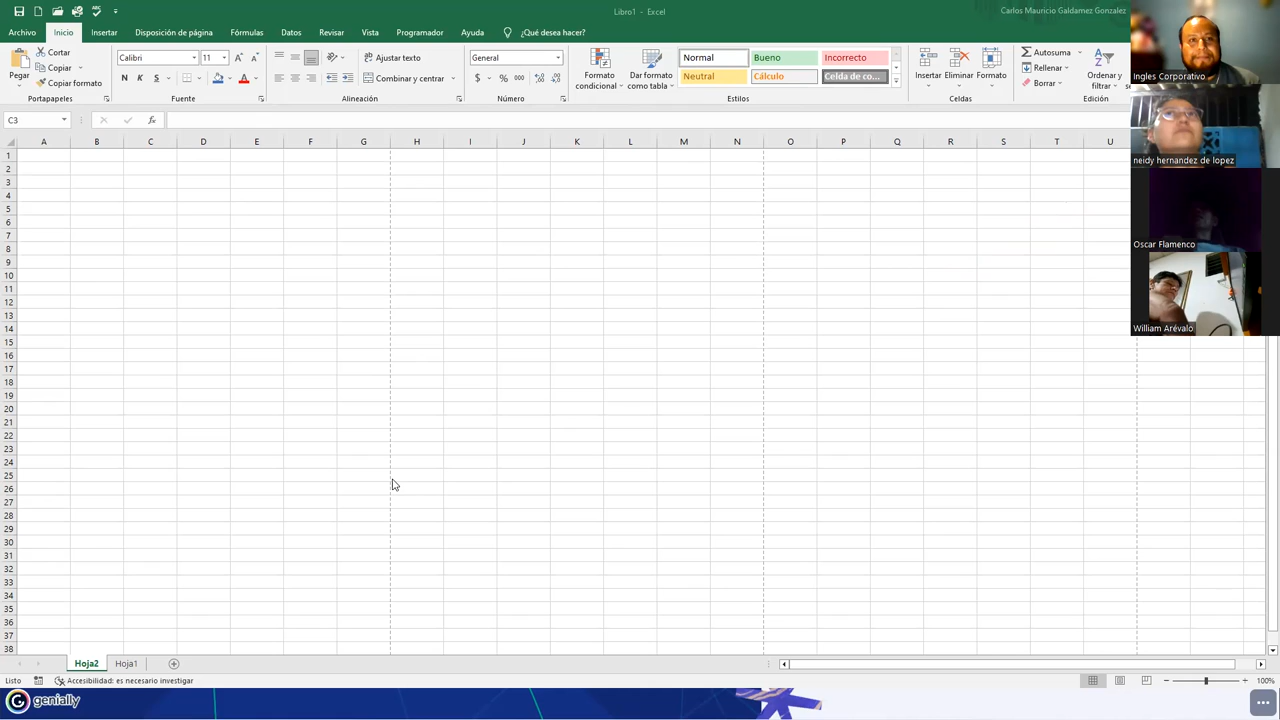 Libro1 - Excel
Carlos Mauricio Galdamez Gonzalez
Archivo Inicio Insertar Disposición de página Fórmulas Datos Revisar Vista Programador Ayuda ¿Qué desea hacer?
Pegar
Cortar
Copiar
Copiar formato
Portapapeles
Calibri 11
N K S
Fuente
Ajustar texto
Combinar y centrar
Alineación
General
$ % 000
Número
Formato condicional
Dar formato como tabla
Normal Bueno Incorrecto
Neutral Cálculo Celda de co...
Estilos
Insertar Eliminar Formato
Celdas
Autosuma
Rellenar
Borrar
Ordenar y filtrar
Edición
C3 fx
A B C D E F G H I J K L M N O P Q R S T U
1
2
3
4
5
6
7
8
9
10
11
12
13
14
15
16
17
18
19
20
21
22
23
24
25
26
27
28
29
30
31
32
33
34
35
36
37
38
Ingles Corporativo
neidy hernandez de lopez
Oscar Flamenco
William Arévalo
Hoja2 Hoja1
Listo Accesibilidad: es necesario investigar 100%
genially